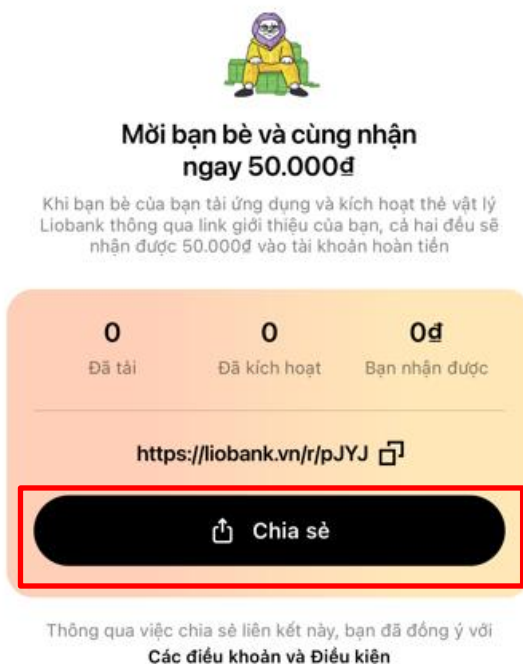 Mời bạn bè và cùng nhận
ngay 50.000₫
Khi bạn bè của bạn tải ứng dụng và kích hoạt thẻ vật lý
Liobank thông qua link giới thiệu của bạn, cả hai đều sẽ
nhận được 50.000₫ vào tài khoản hoàn tiền
0 0 0₫
Đã tải Đã kích hoạt Bạn nhận được
https://liobank.vn/r/pJYJ
Chia sẻ
Thông qua việc chia sẻ liên kết này, bạn đã đồng ý với
Các điều khoản và Điều kiện